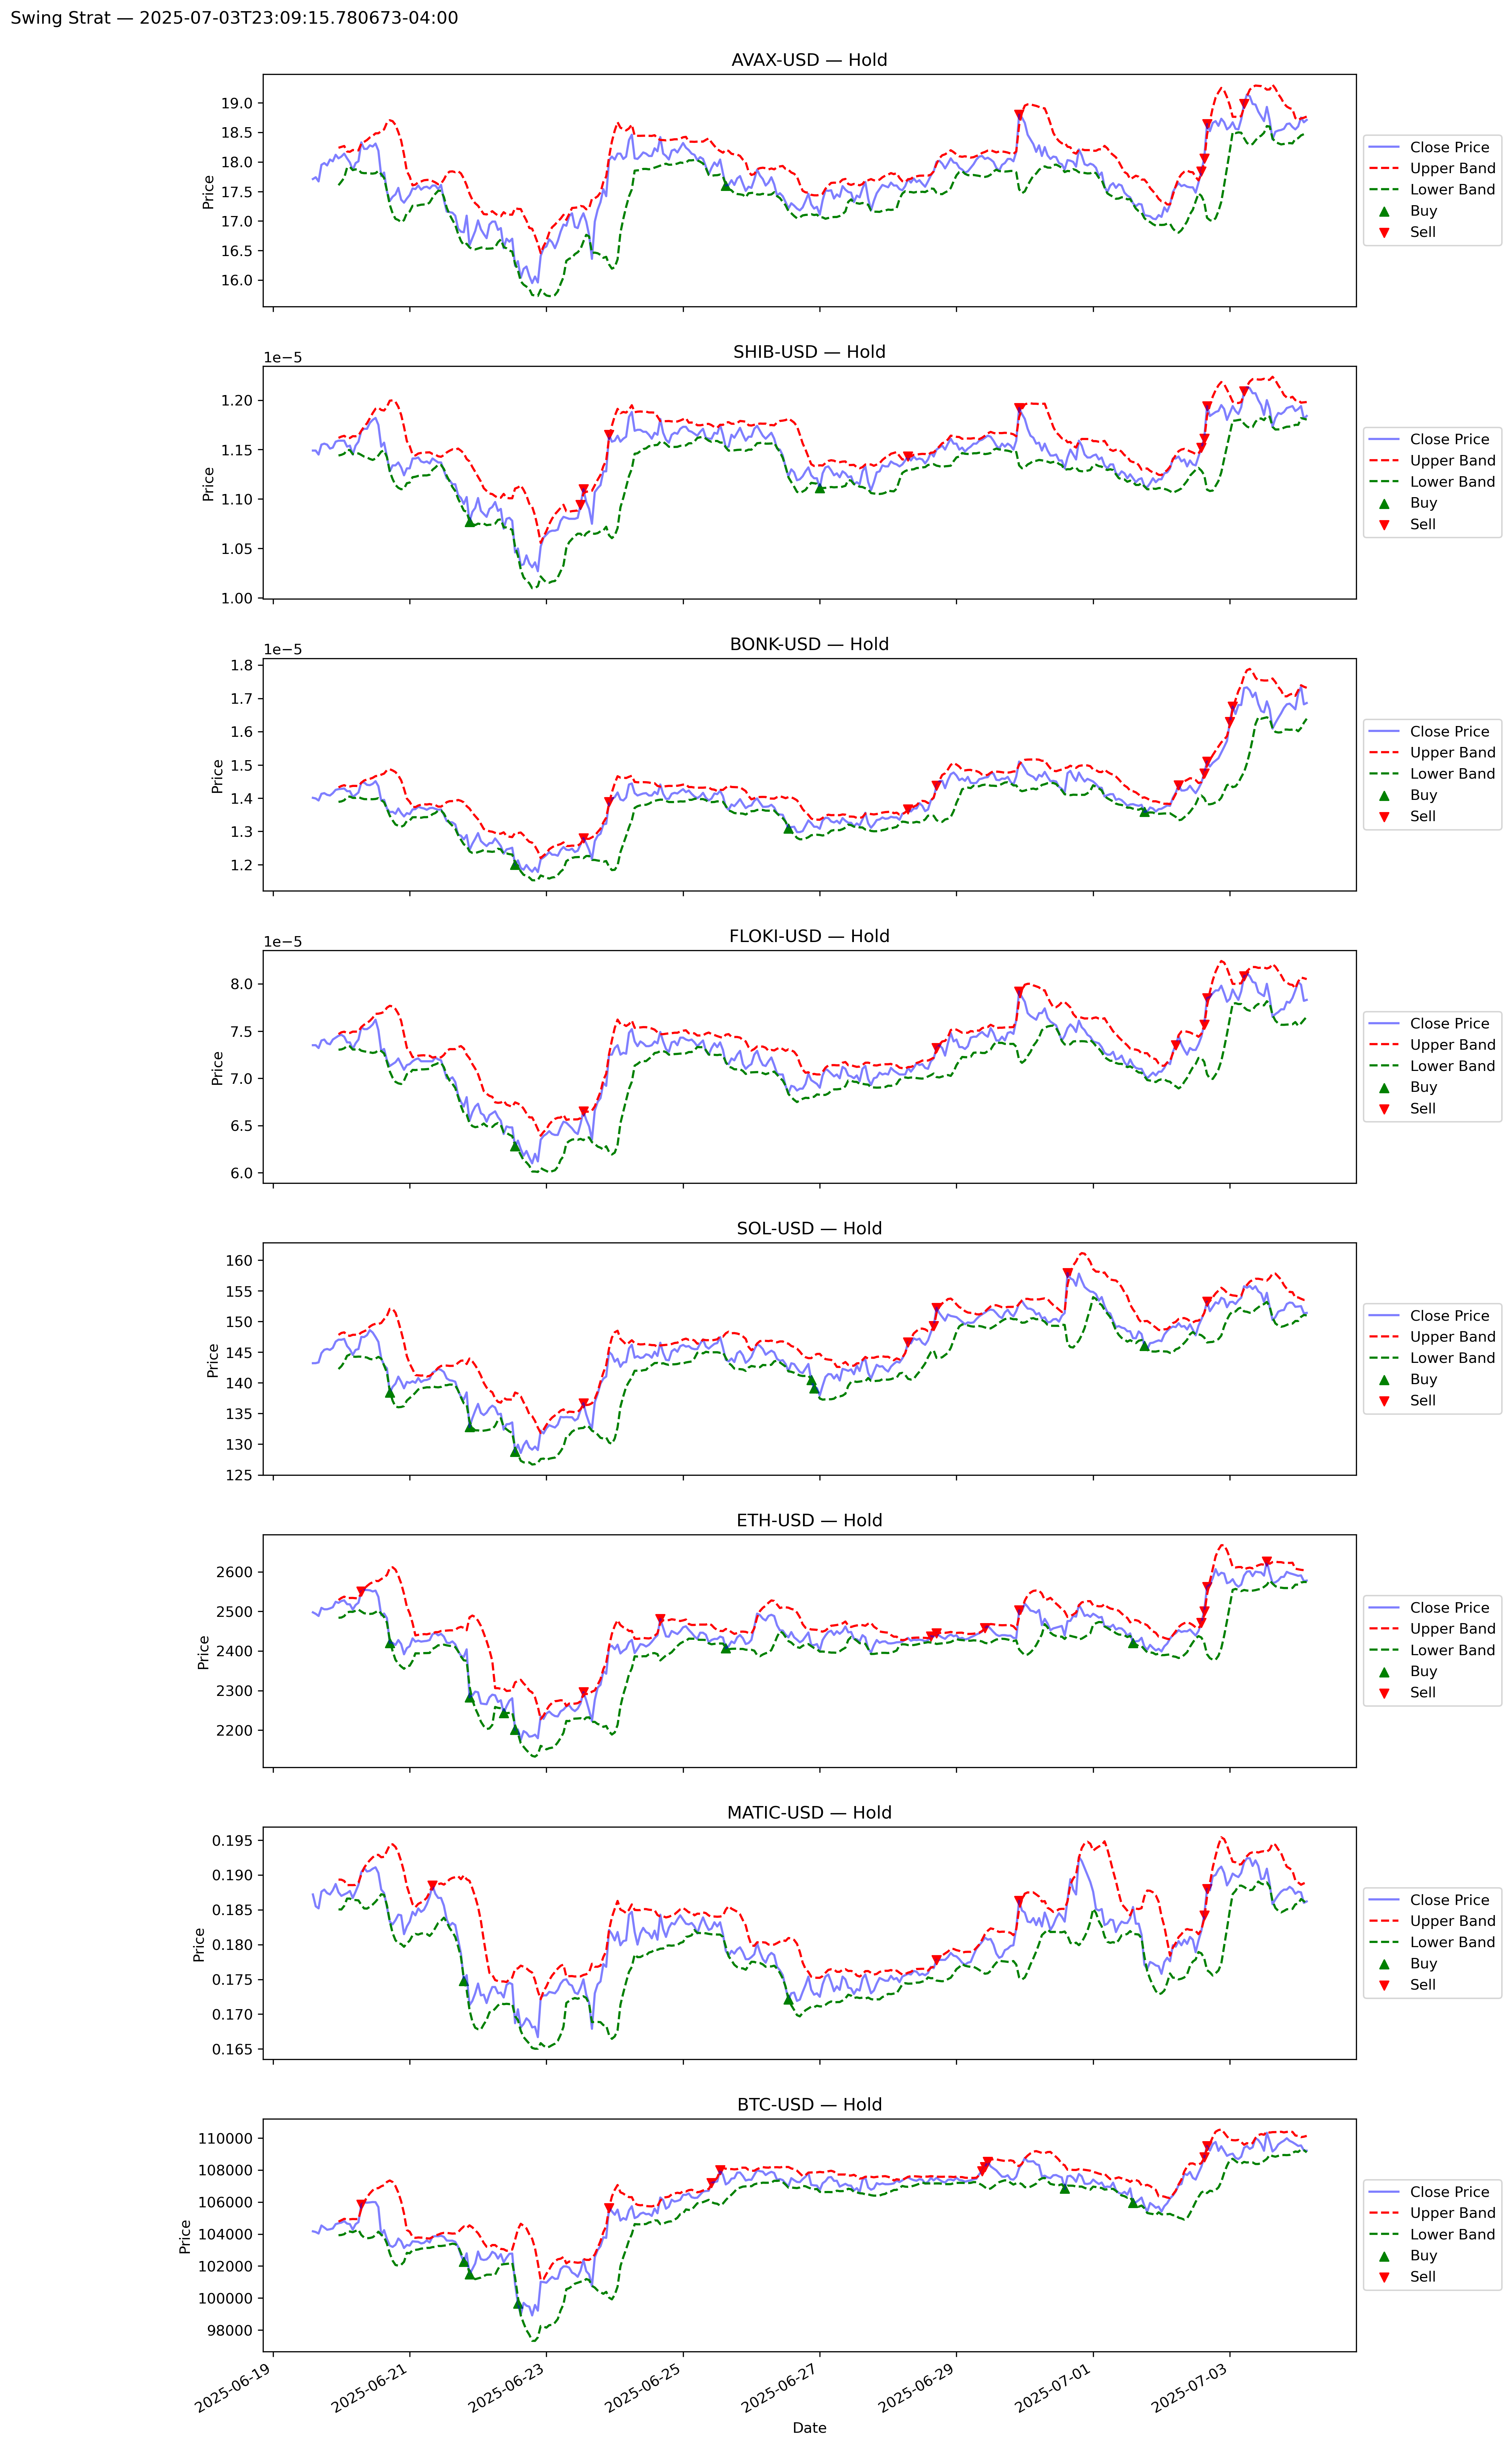 Swing Strat — 2025-07-03T23:09:15.780673-04:00
AVAX-USD — Hold
19.0
18.5
18.0
17.5
17.0
16.5
16.0
Price
Close Price
Upper Band
Lower Band
Buy
Sell
SHIB-USD — Hold
1e−5
1.20
1.15
1.10
1.05
1.00
Price
Close Price
Upper Band
Lower Band
Buy
Sell
BONK-USD — Hold
1e−5
1.8
1.7
1.6
1.5
1.4
1.3
1.2
Price
Close Price
Upper Band
Lower Band
Buy
Sell
FLOKI-USD — Hold
1e−5
8.0
7.5
7.0
6.5
6.0
Price
Close Price
Upper Band
Lower Band
Buy
Sell
SOL-USD — Hold
160
155
150
145
140
135
130
125
Price
Close Price
Upper Band
Lower Band
Buy
Sell
ETH-USD — Hold
2600
2500
2400
2300
2200
Price
Close Price
Upper Band
Lower Band
Buy
Sell
MATIC-USD — Hold
0.195
0.190
0.185
0.180
0.175
0.170
0.165
Price
Close Price
Upper Band
Lower Band
Buy
Sell
BTC-USD — Hold
110000
108000
106000
104000
102000
100000
98000
Price
Close Price
Upper Band
Lower Band
Buy
Sell
2025-06-19
2025-06-21
2025-06-23
2025-06-25
2025-06-27
2025-06-29
2025-07-01
2025-07-03
Date